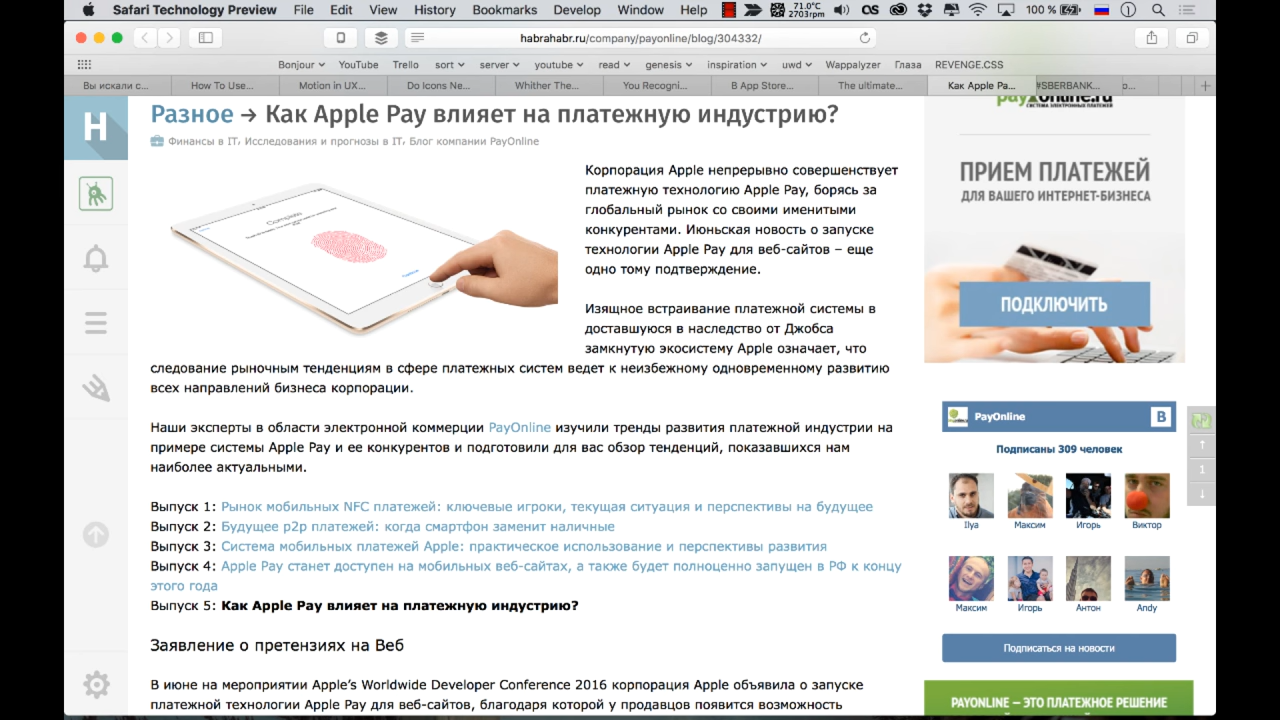 Safari Technology Preview File Edit View History Bookmarks Develop Window Help 71.0°C 2703rpm 100 %
habrahabr.ru/company/payonline/blog/304332/
Bonjour YouTube Trello sort server youtube read genesis inspiration uwd Wappalyzer Глаза REVENGE.CSS
Вы искали с... How To Use... Motion in UX... Do Icons Ne... Whither The... You Recogni... В App Store... The ultimate... Как Apple Pa... #SBERBANK...
Разное → Как Apple Pay влияет на платежную индустрию?
Финансы в IT, Исследования и прогнозы в IT, Блог компании PayOnline
Корпорация Apple непрерывно совершенствует
платежную технологию Apple Pay, борясь за
глобальный рынок со своими именитыми
конкурентами. Июньская новость о запуске
технологии Apple Pay для веб-сайтов – еще
одно тому подтверждение.
Изящное встраивание платежной системы в
доставшуюся в наследство от Джобса
замкнутую экосистему Apple означает, что
следование рыночным тенденциям в сфере платежных систем ведет к неизбежному одновременному развитию
всех направлений бизнеса корпорации.
Наши эксперты в области электронной коммерции PayOnline изучили тренды развития платежной индустрии на
примере системы Apple Pay и ее конкурентов и подготовили для вас обзор тенденций, показавшихся нам
наиболее актуальными.
Выпуск 1: Рынок мобильных NFC платежей: ключевые игроки, текущая ситуация и перспективы на будущее
Выпуск 2: Будущее p2p платежей: когда смартфон заменит наличные
Выпуск 3: Система мобильных платежей Apple: практическое использование и перспективы развития
Выпуск 4: Apple Pay станет доступен на мобильных веб-сайтах, а также будет полноценно запущен в РФ к концу
этого года
Выпуск 5: Как Apple Pay влияет на платежную индустрию?
Заявление о претензиях на Веб
В июне на мероприятии Apple’s Worldwide Developer Conference 2016 корпорация Apple объявила о запуске
платежной технологии Apple Pay для веб-сайтов, благодаря которой у продавцов появится возможность
H
Complete
payonline.ru
СИСТЕМА ЭЛЕКТРОННЫХ ПЛАТЕЖЕЙ
ПРИЕМ ПЛАТЕЖЕЙ
ДЛЯ ВАШЕГО ИНТЕРНЕТ-БИЗНЕСА
ПОДКЛЮЧИТЬ
PayOnline B
Подписаны 309 человек
Ilya Максим Игорь Виктор
Максим Игорь Антон Andy
Подписаться на новости
PAYONLINE – ЭТО ПЛАТЕЖНОЕ РЕШЕНИЕ
1